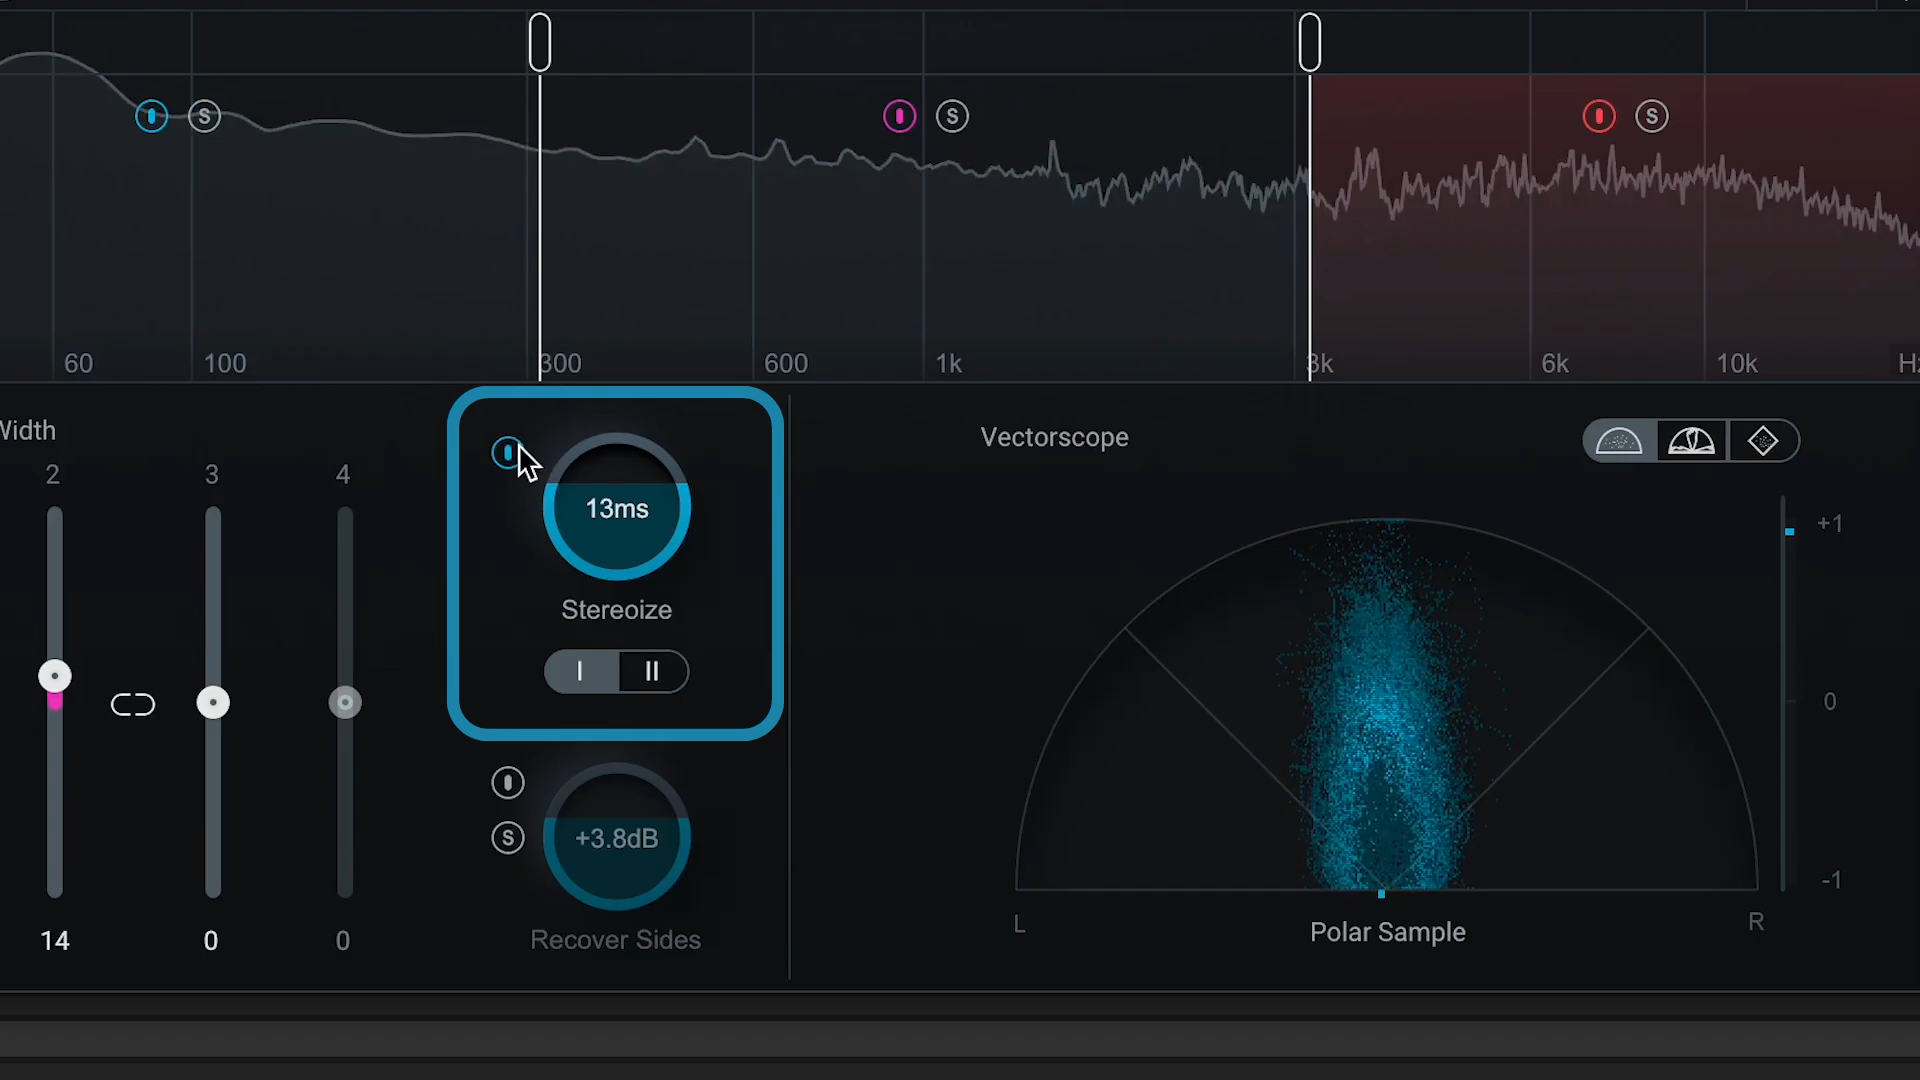 S
S
S
60
100
300
600
1k
3k
6k
10k
Width
2
3
4
14
0
0
13ms
Stereoize
I
II
S
+3.8dB
Recover Sides
Vectorscope
+1
0
-1
L
R
Polar Sample